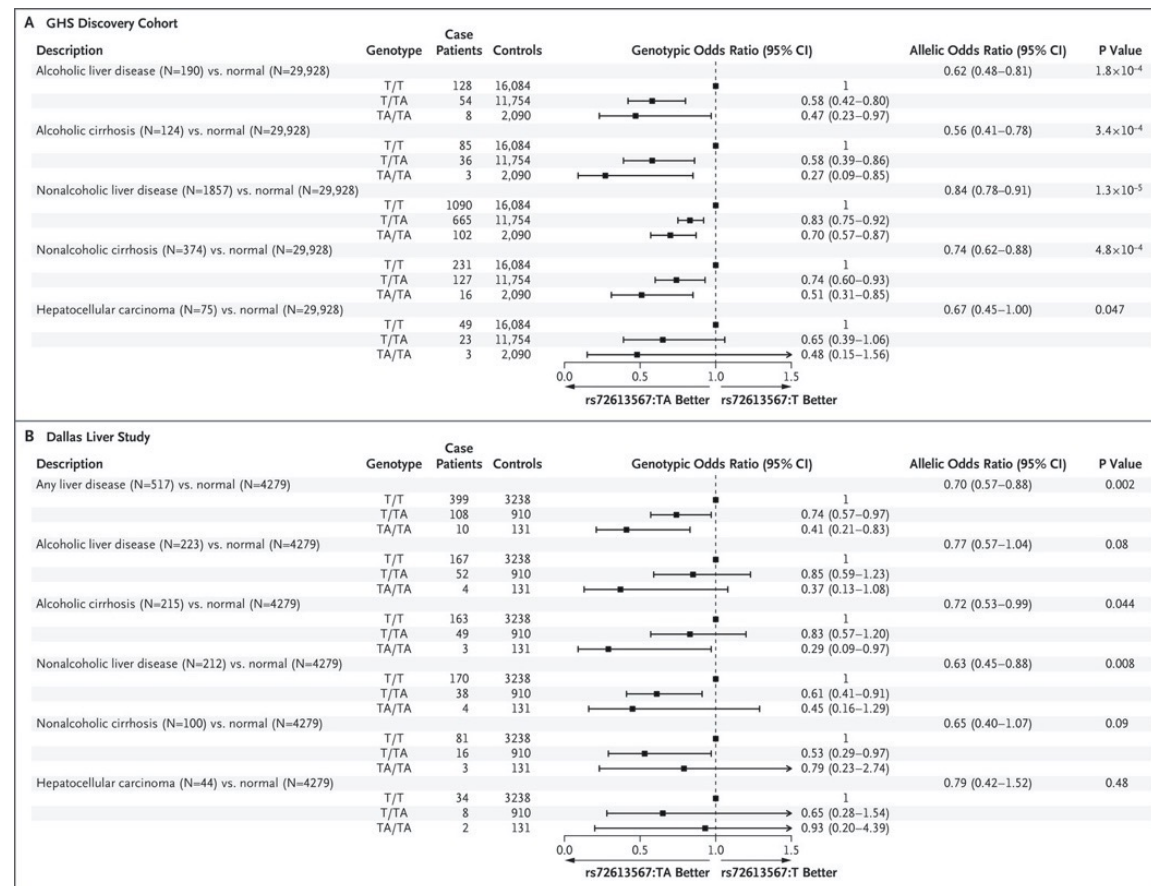 A GHS Discovery Cohort
Description Genotype Case Patients Controls Genotypic Odds Ratio (95% CI) Allelic Odds Ratio (95% CI) P Value
Alcoholic liver disease (N=190) vs. normal (N=29,928) 0.62 (0.48–0.81) 1.8×10⁻⁴
T/T 128 16,084 1
T/TA 54 11,754 0.58 (0.42–0.80)
TA/TA 8 2,090 0.47 (0.23–0.97)
Alcoholic cirrhosis (N=124) vs. normal (N=29,928) 0.56 (0.41–0.78) 3.4×10⁻⁴
T/T 85 16,084 1
T/TA 36 11,754 0.58 (0.39–0.86)
TA/TA 3 2,090 0.27 (0.09–0.85)
Nonalcoholic liver disease (N=1857) vs. normal (N=29,928) 0.84 (0.78–0.91) 1.3×10⁻⁵
T/T 1090 16,084 1
T/TA 665 11,754 0.83 (0.75–0.92)
TA/TA 102 2,090 0.70 (0.57–0.87)
Nonalcoholic cirrhosis (N=374) vs. normal (N=29,928) 0.74 (0.62–0.88) 4.8×10⁻⁴
T/T 231 16,084 1
T/TA 127 11,754 0.74 (0.60–0.93)
TA/TA 16 2,090 0.51 (0.31–0.85)
Hepatocellular carcinoma (N=75) vs. normal (N=29,928) 0.67 (0.45–1.00) 0.047
T/T 49 16,084 1
T/TA 23 11,754 0.65 (0.39–1.06)
TA/TA 3 2,090 0.48 (0.15–1.56)
0.0 0.5 1.0 1.5
rs72613567:TA Better rs72613567:T Better
B Dallas Liver Study
Description Genotype Case Patients Controls Genotypic Odds Ratio (95% CI) Allelic Odds Ratio (95% CI) P Value
Any liver disease (N=517) vs. normal (N=4279) 0.70 (0.57–0.88) 0.002
T/T 399 3238 1
T/TA 108 910 0.74 (0.57–0.97)
TA/TA 10 131 0.41 (0.21–0.83)
Alcoholic liver disease (N=223) vs. normal (N=4279) 0.77 (0.57–1.04) 0.08
T/T 167 3238 1
T/TA 52 910 0.85 (0.59–1.23)
TA/TA 4 131 0.37 (0.13–1.08)
Alcoholic cirrhosis (N=215) vs. normal (N=4279) 0.72 (0.53–0.99) 0.044
T/T 163 3238 1
T/TA 49 910 0.83 (0.57–1.20)
TA/TA 3 131 0.29 (0.09–0.97)
Nonalcoholic liver disease (N=212) vs. normal (N=4279) 0.63 (0.45–0.88) 0.008
T/T 170 3238 1
T/TA 38 910 0.61 (0.41–0.91)
TA/TA 4 131 0.45 (0.16–1.29)
Nonalcoholic cirrhosis (N=100) vs. normal (N=4279) 0.65 (0.40–1.07) 0.09
T/T 81 3238 1
T/TA 16 910 0.53 (0.29–0.97)
TA/TA 3 131 0.79 (0.23–2.74)
Hepatocellular carcinoma (N=44) vs. normal (N=4279) 0.79 (0.42–1.52) 0.48
T/T 34 3238 1
T/TA 8 910 0.65 (0.28–1.54)
TA/TA 2 131 0.93 (0.20–4.39)
0.0 0.5 1.0 1.5
rs72613567:TA Better rs72613567:T Better